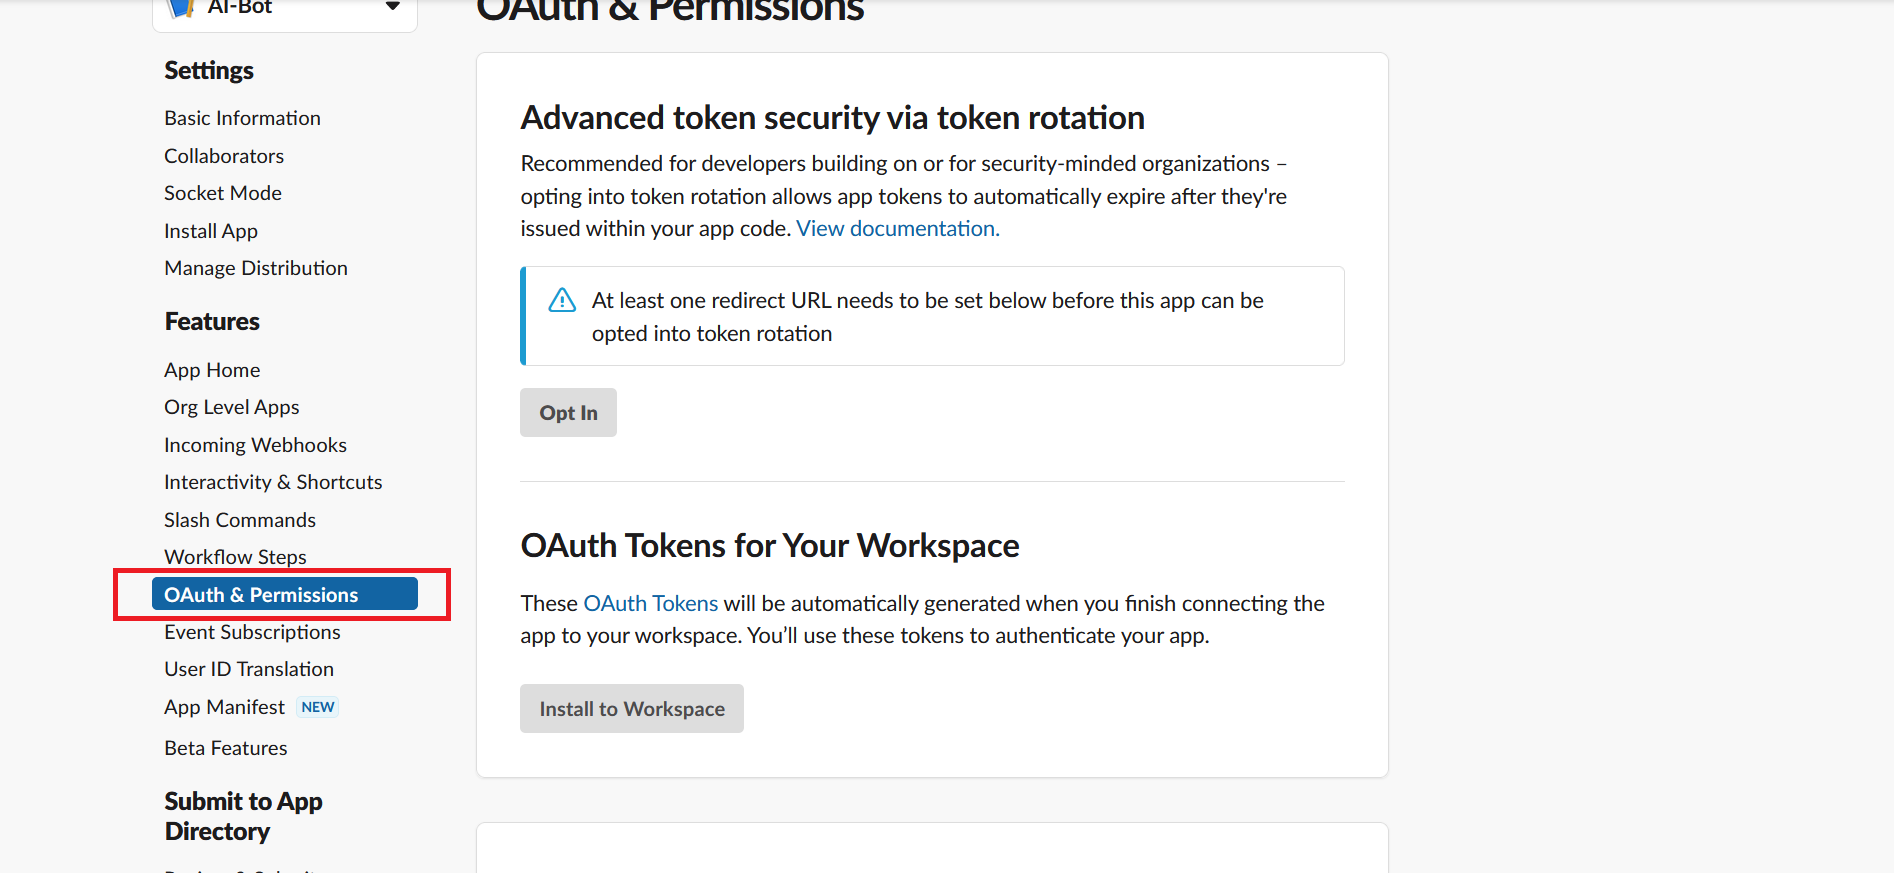 AI-Bot
Settings
Basic Information
Collaborators
Socket Mode
Install App
Manage Distribution
Features
App Home
Org Level Apps
Incoming Webhooks
Interactivity & Shortcuts
Slash Commands
Workflow Steps
OAuth & Permissions
Event Subscriptions
User ID Translation
App Manifest NEW
Beta Features
Submit to App
Directory
OAuth & Permissions
Advanced token security via token rotation
Recommended for developers building on or for security-minded organizations –
opting into token rotation allows app tokens to automatically expire after they're
issued within your app code. View documentation.
At least one redirect URL needs to be set below before this app can be
opted into token rotation
Opt In
OAuth Tokens for Your Workspace
These OAuth Tokens will be automatically generated when you finish connecting the
app to your workspace. You’ll use these tokens to authenticate your app.
Install to Workspace